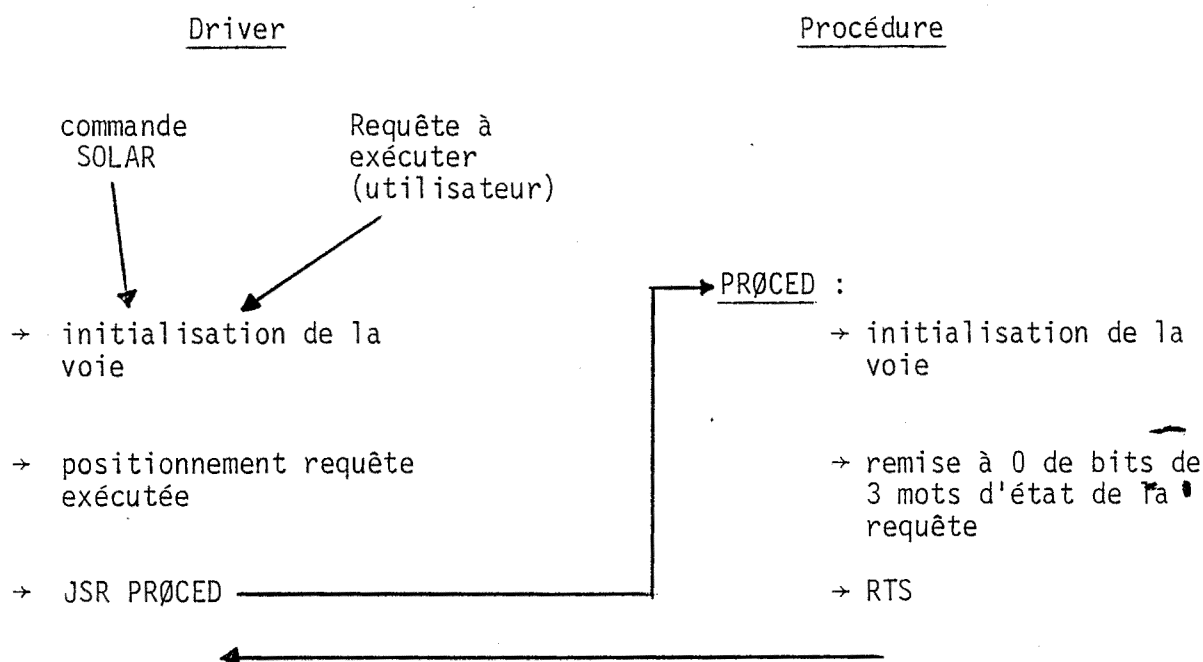 Driver
Procédure
commande
SOLAR
Requête à
exécuter
(utilisateur)
PRØCED :
→ initialisation de la
voie
→ initialisation de la
voie
→ positionnement requête
exécutée
→ remise à 0 de bits de
3 mots d'état de la
requête
→ JSR PRØCED
→ RTS